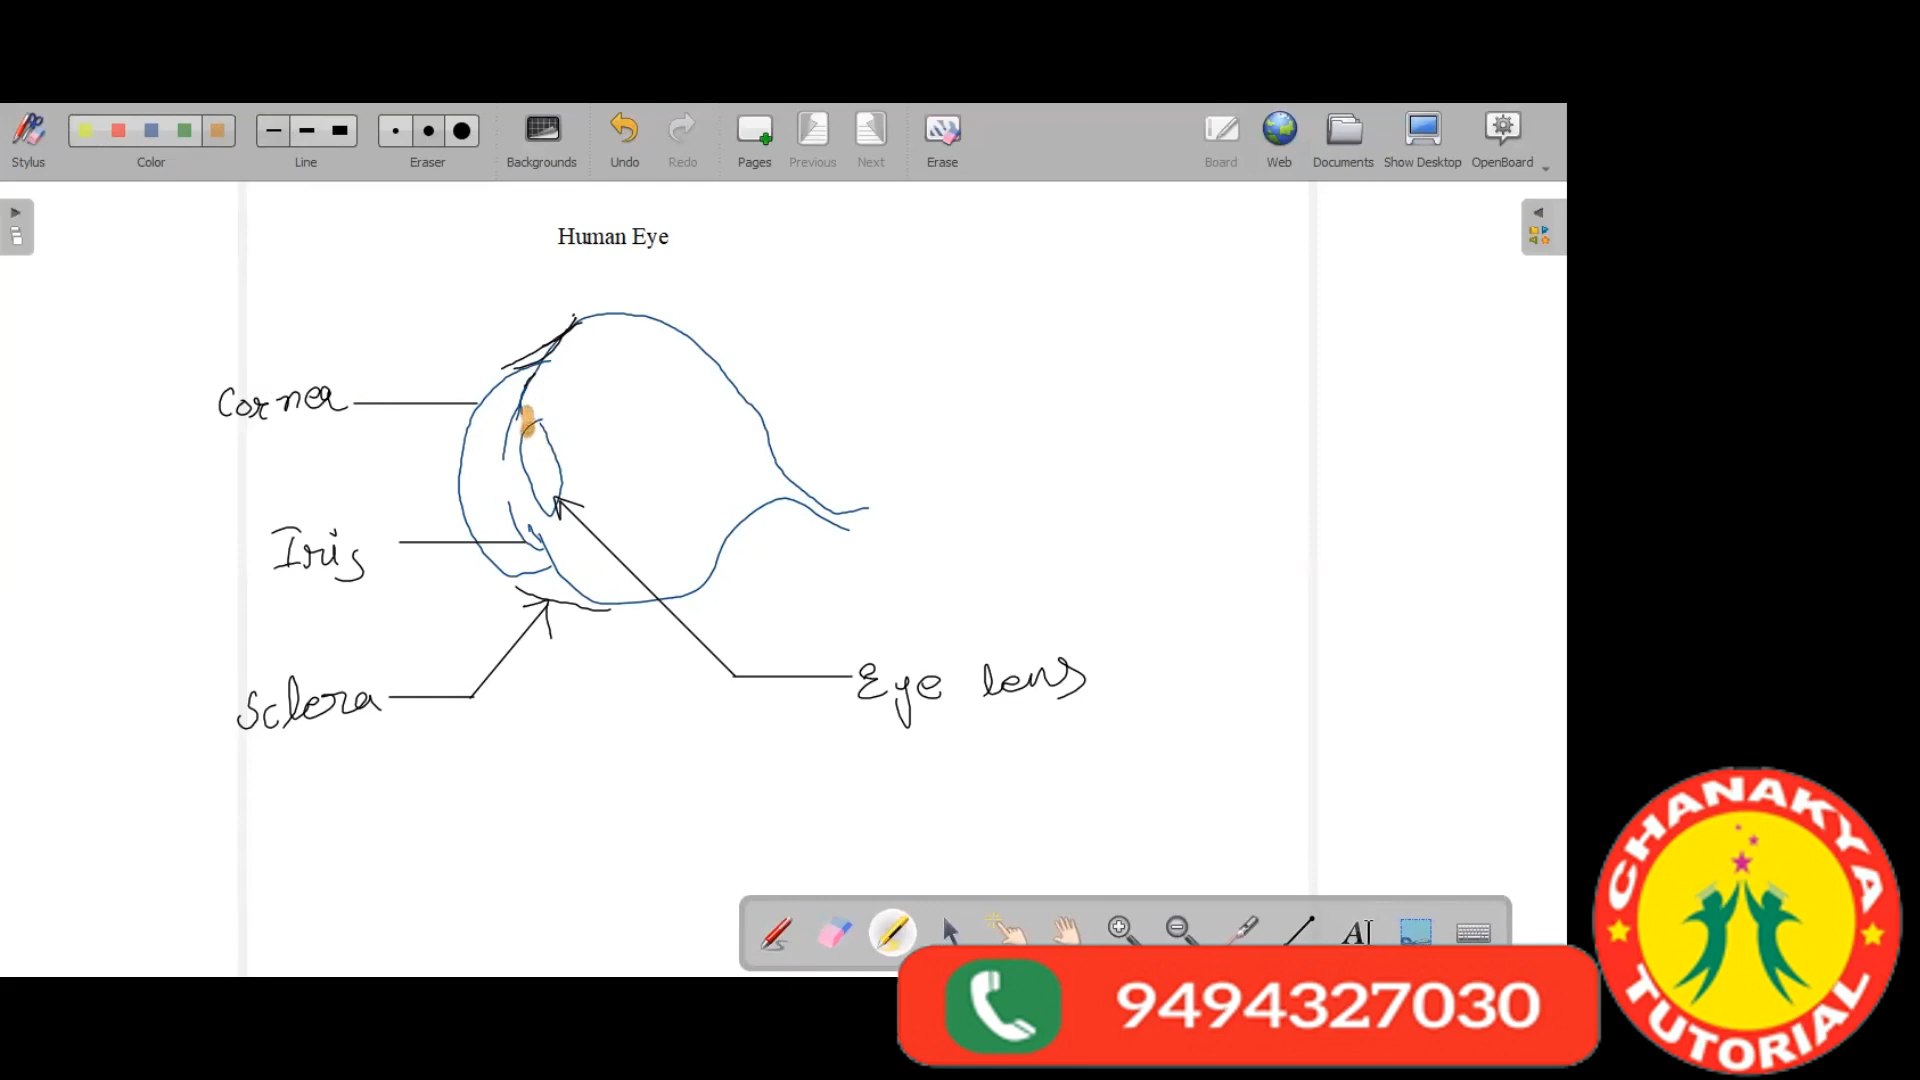 Stylus
Color
Line
Eraser
Backgrounds
Undo
Redo
Pages
Previous
Next
Erase
Board
Web
Documents
Show Desktop
OpenBoard
Human Eye
Cornea
Iris
Sclera
Eye lens
9494327030
CHANAKYA
TUTORIAL